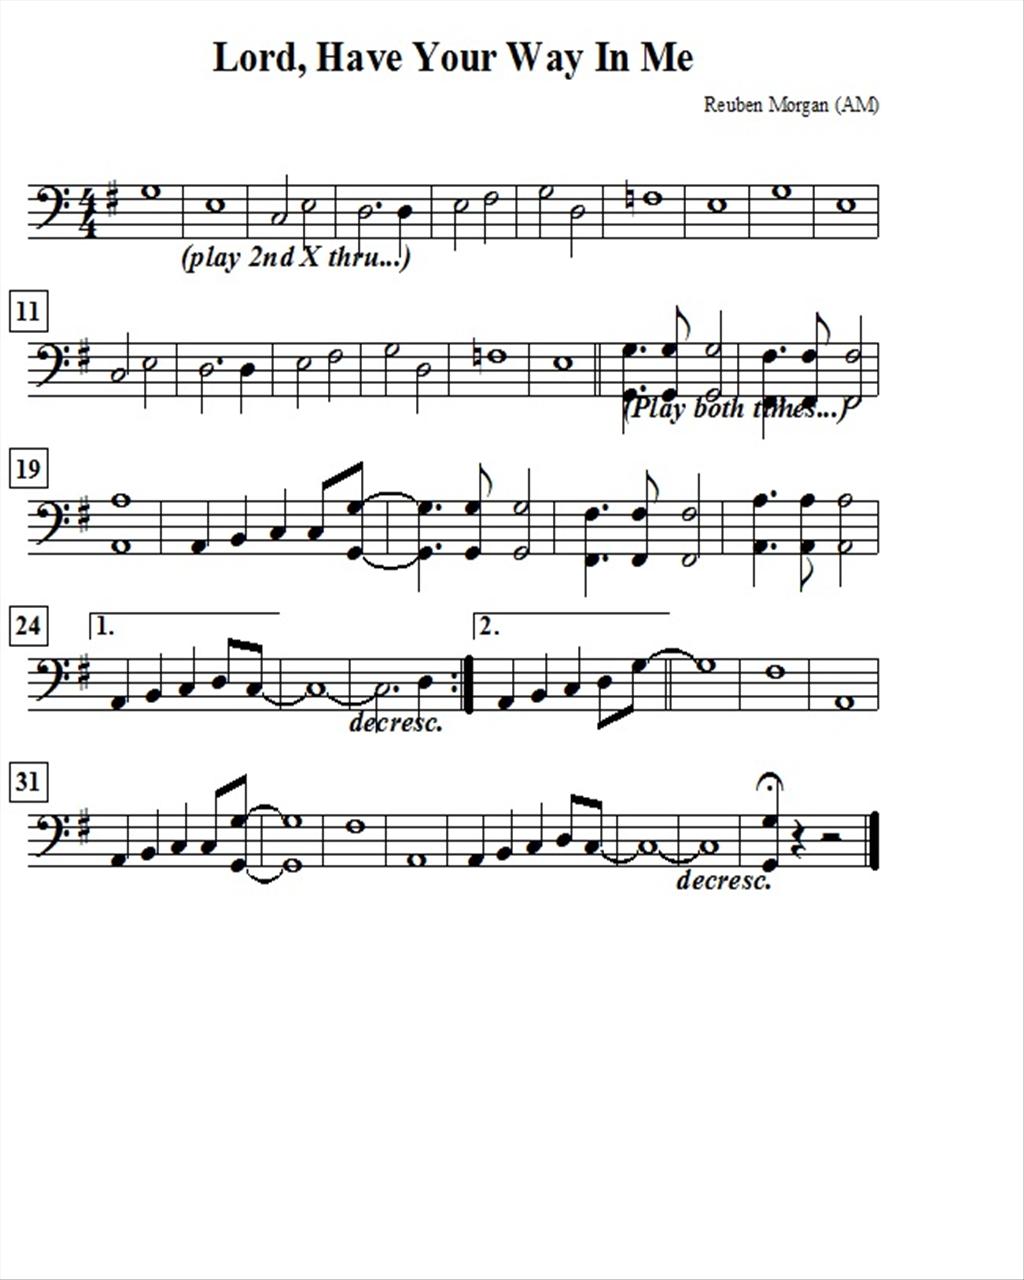 Lord, Have Your Way In Me
Reuben Morgan (AM)
4
4
(play 2nd X thru...)
11
(Play both times...)
19
24
1.
2.
decresc.
31
decresc.